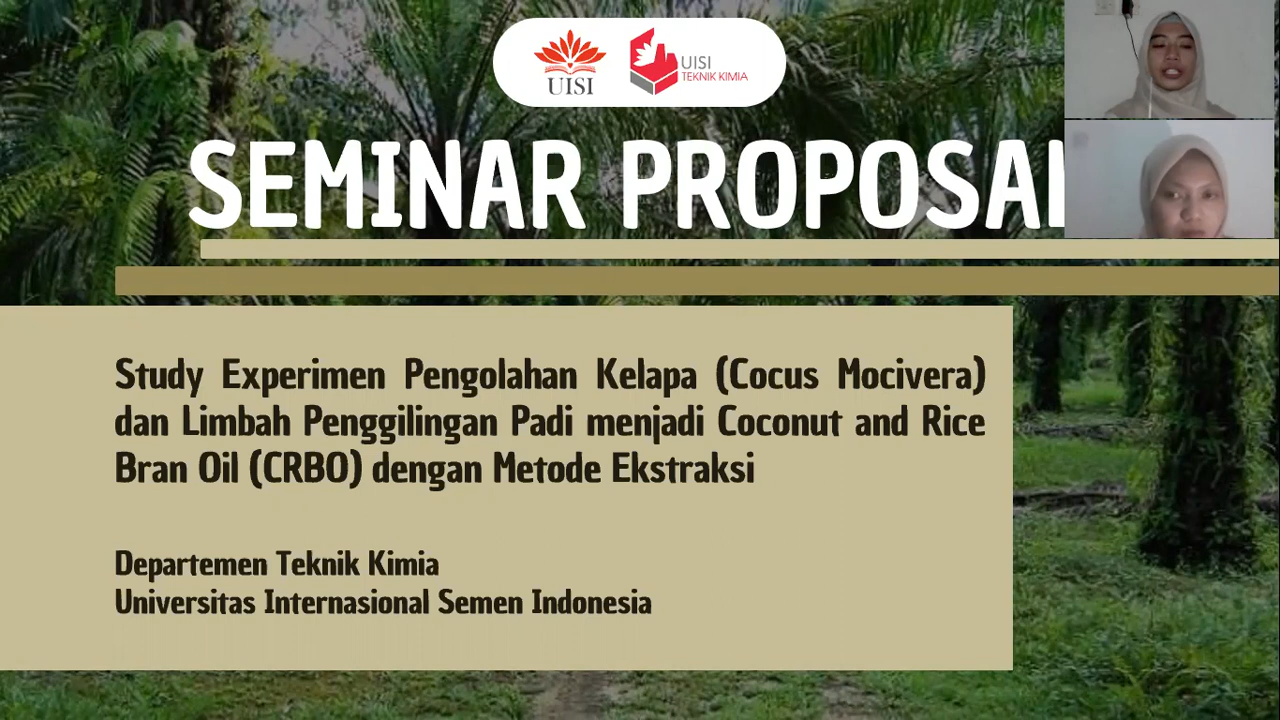 UISI
UISI
TEKNIK KIMIA
SEMINAR PROPOSAL
Study Experimen Pengolahan Kelapa (Cocus Mocivera)
dan Limbah Penggilingan Padi menjadi Coconut and Rice
Bran Oil (CRBO) dengan Metode Ekstraksi
Departemen Teknik Kimia
Universitas Internasional Semen Indonesia